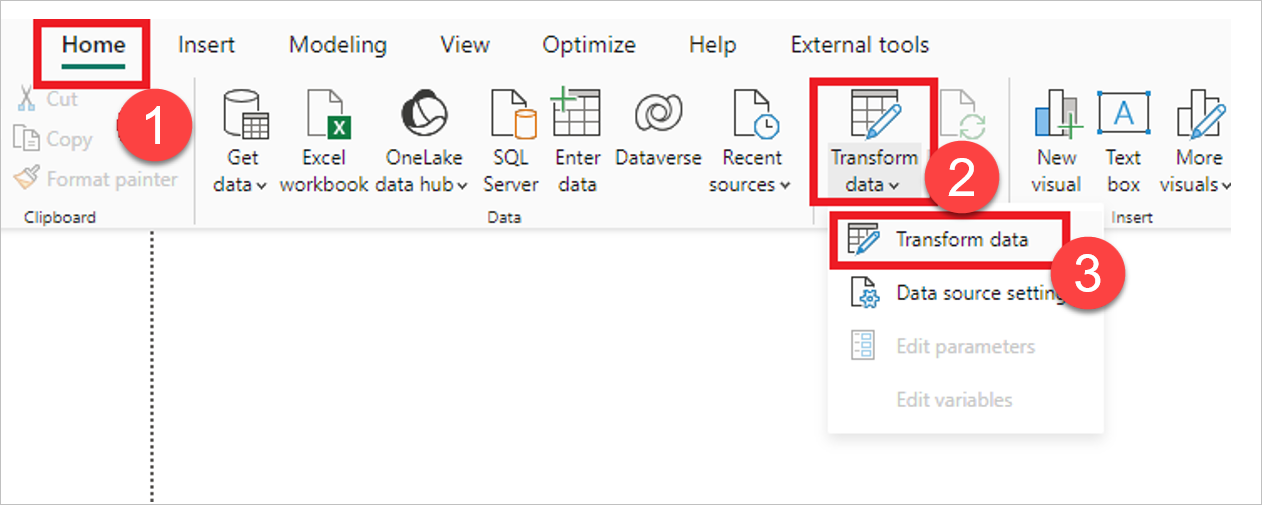 Home Insert Modeling View Optimize Help External tools
Cut
1
Copy
Format painter
Clipboard
Get
data
Excel
workbook
OneLake
data hub
SQL
Server
Enter
data
Dataverse
Recent
sources
Data
Transform
data
2
New
visual
Text
box
More
visuals
Insert
Transform data
3
Data source setting
Edit parameters
Edit variables